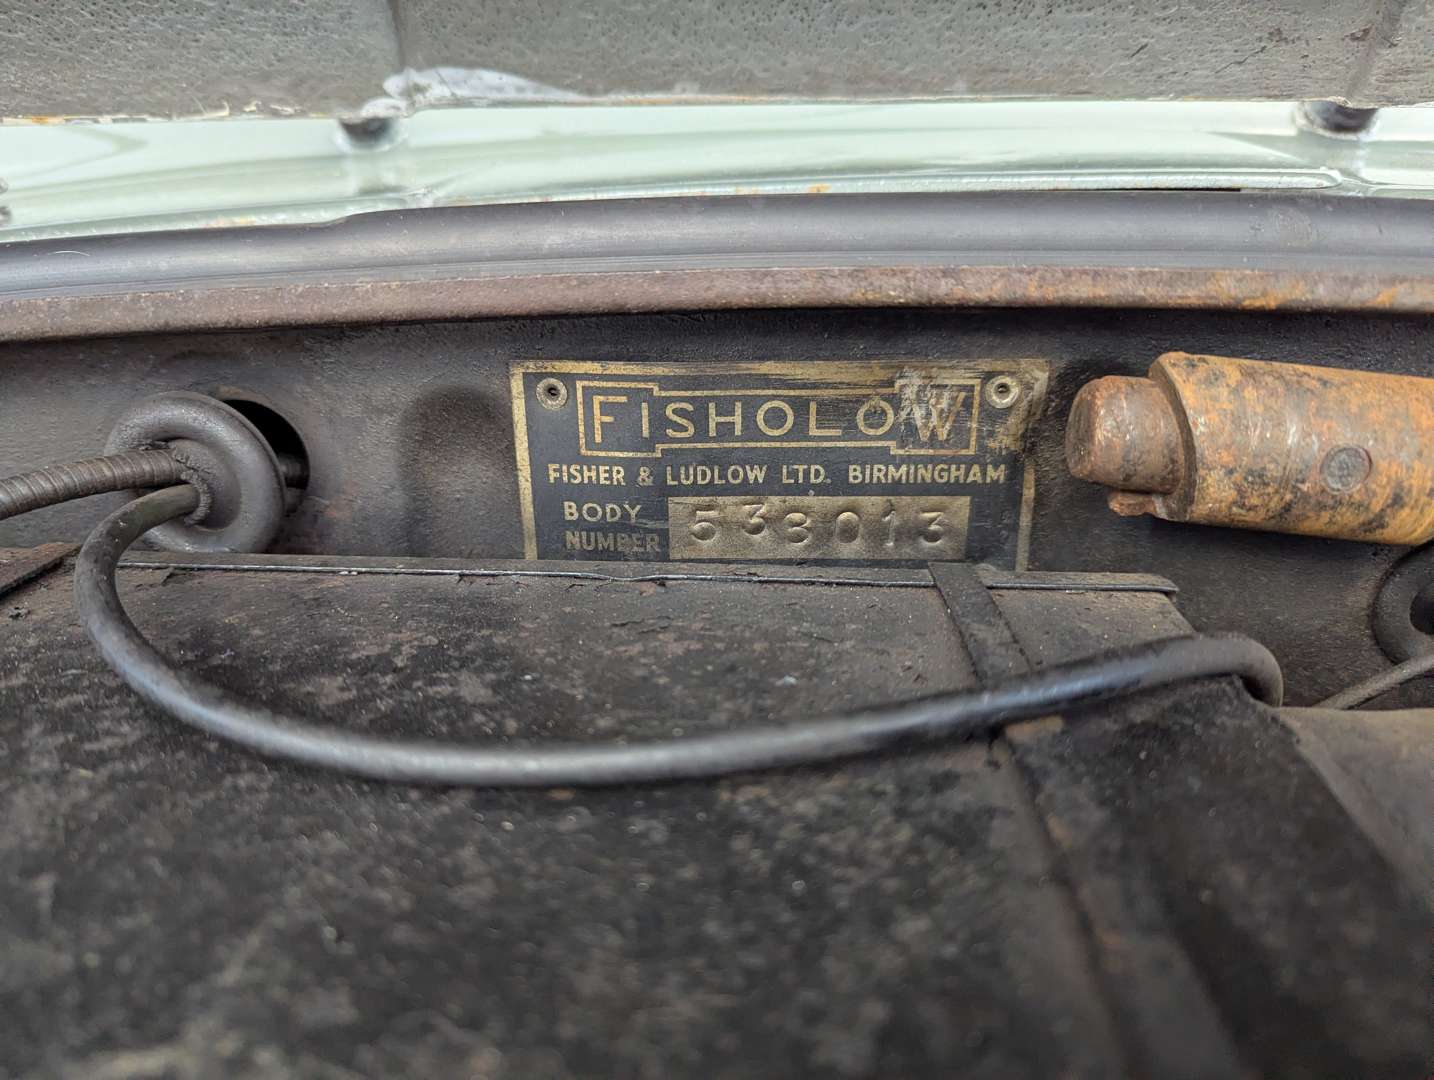 FISHOLOW
FISHER & LUDLOW LTD. BIRMINGHAM
BODY
NUMBER 538013